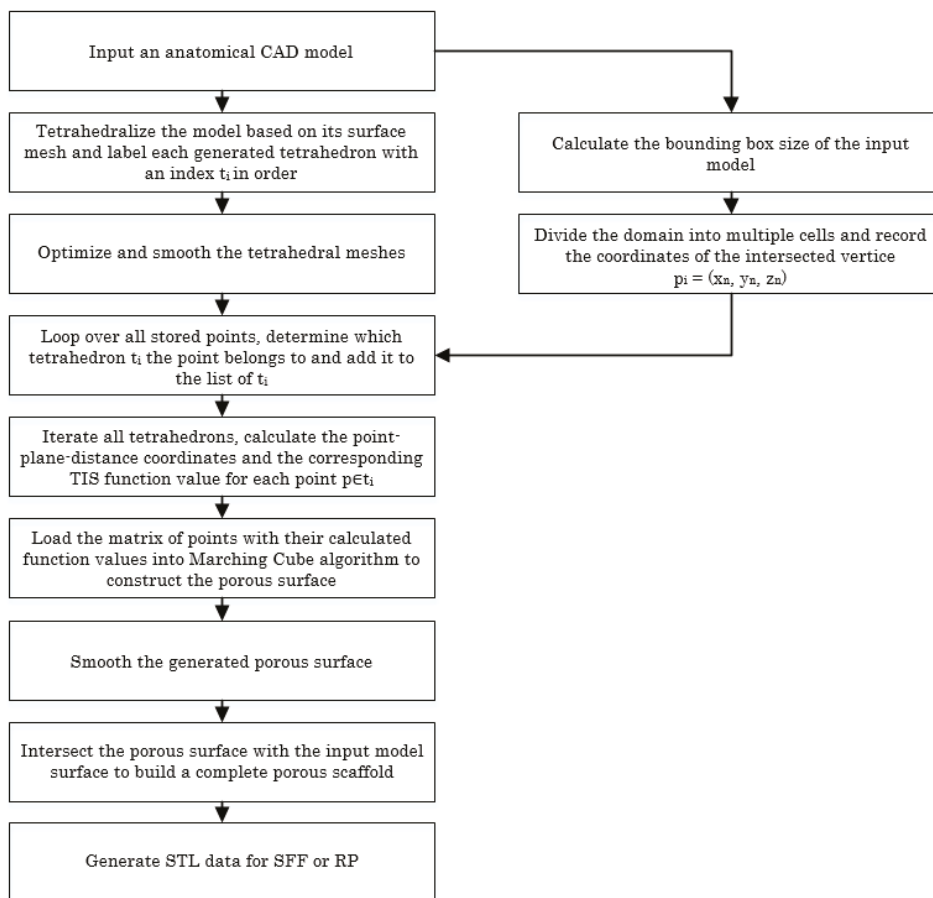 Input an anatomical CAD model
Tetrahedralize the model based on its surface
mesh and label each generated tetrahedron with
an index ti in order
Optimize and smooth the tetrahedral meshes
Calculate the bounding box size of the input
model
Divide the domain into multiple cells and record
the coordinates of the intersected vertice
pi = (xn, yn, zn)
Loop over all stored points, determine which
tetrahedron ti the point belongs to and add it to
the list of ti
Iterate all tetrahedrons, calculate the point-
plane-distance coordinates and the corresponding
TIS function value for each point p∈ti
Load the matrix of points with their calculated
function values into Marching Cube algorithm to
construct the porous surface
Smooth the generated porous surface
Intersect the porous surface with the input model
surface to build a complete porous scaffold
Generate STL data for SFF or RP